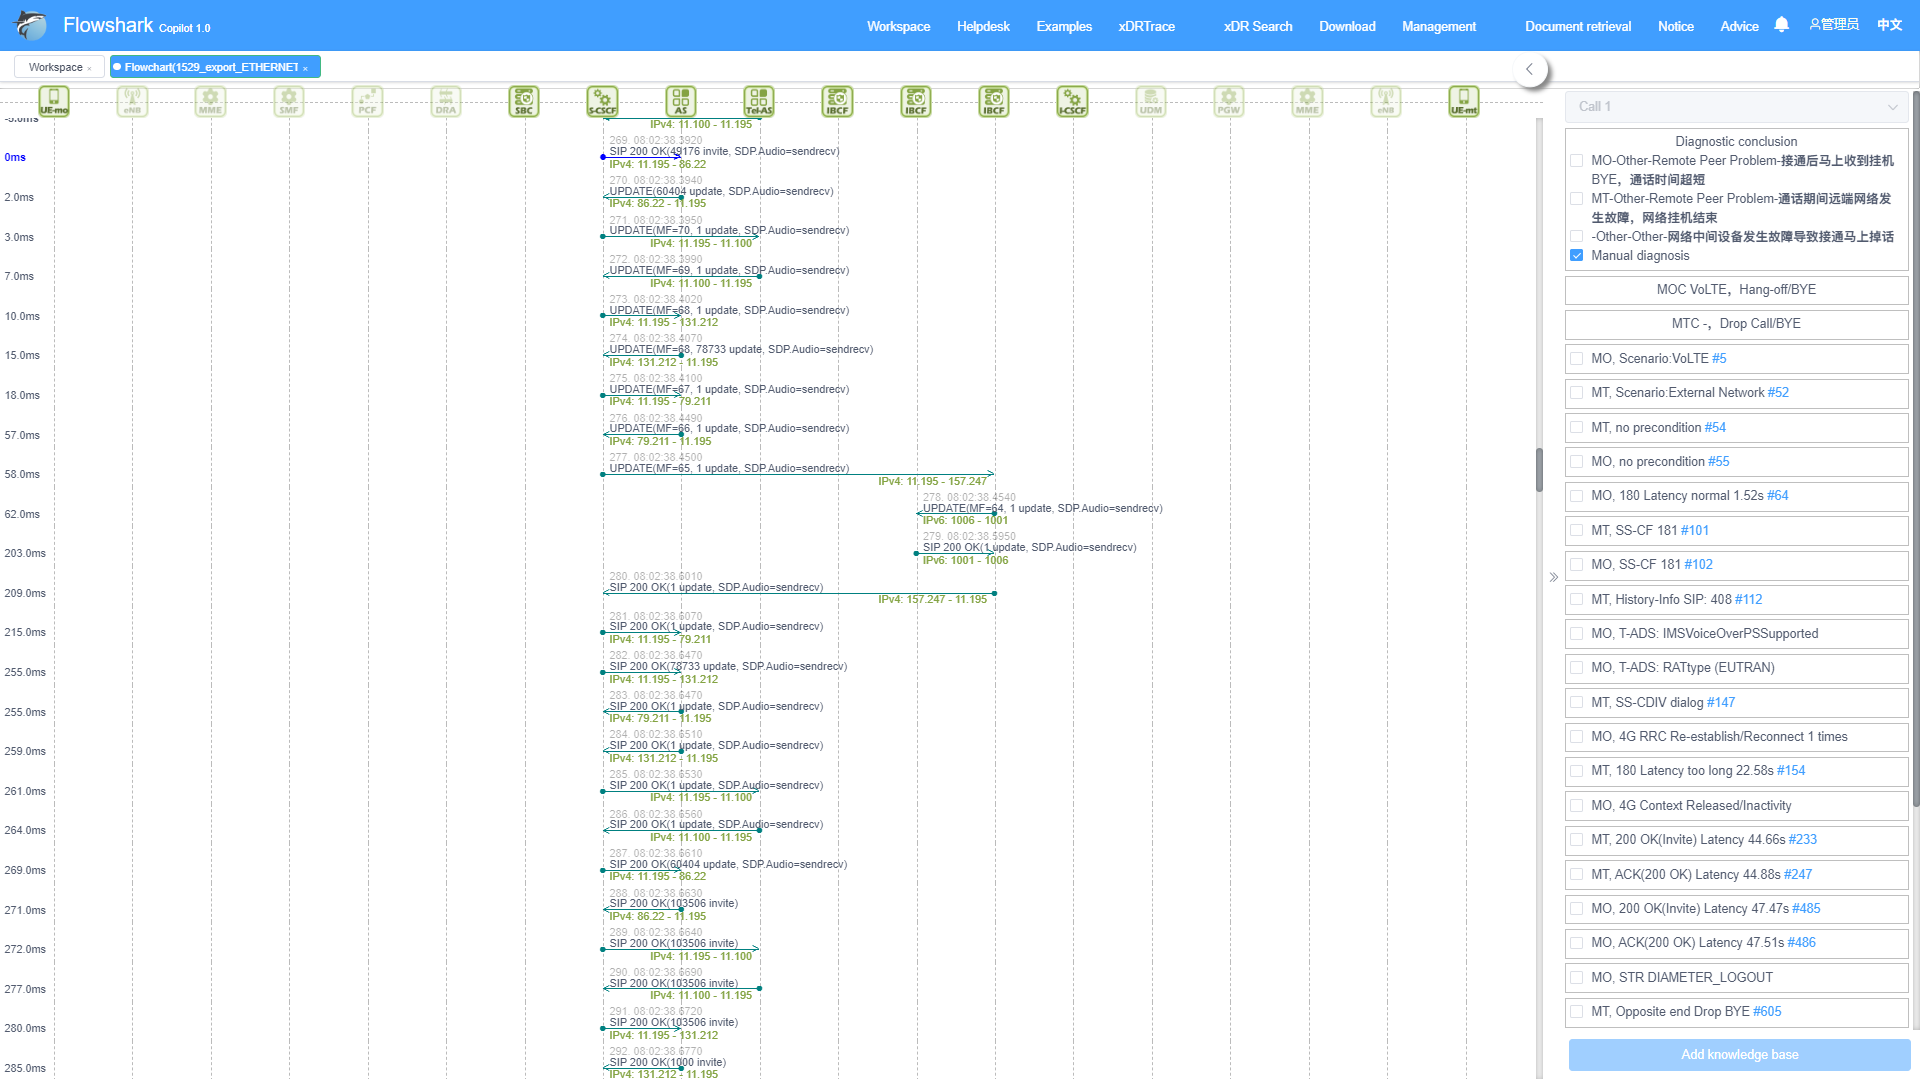 Flowshark Copilot 1.0
Workspace Helpdesk Examples xDRTrace xDR Search Download Management Document retrieval Notice Advice 管理员 中文
Workspace × Flowchart(1529_export_ETHERNET ×
UE-mo eNB MME SMF PCF DRA SBC S-CSCF AS Tel-AS IBCF IBCF IBCF I-CSCF UDM PGW MME eNB UE-mt
-5.0ms
IPv4: 11.100 - 11.195
269. 08:02:38.3920
0ms
SIP 200 OK(49176 invite, SDP.Audio=sendrecv)
IPv4: 11.195 - 86.22
270. 08:02:38.3940
2.0ms
UPDATE(60404 update, SDP.Audio=sendrecv)
IPv4: 86.22 - 11.195
271. 08:02:38.3950
3.0ms
UPDATE(MF=70, 1 update, SDP.Audio=sendrecv)
IPv4: 11.195 - 11.100
272. 08:02:38.3990
7.0ms
UPDATE(MF=69, 1 update, SDP.Audio=sendrecv)
IPv4: 11.100 - 11.195
273. 08:02:38.4020
10.0ms
UPDATE(MF=68, 1 update, SDP.Audio=sendrecv)
IPv4: 11.195 - 131.212
274. 08:02:38.4070
15.0ms
UPDATE(MF=68, 78733 update, SDP.Audio=sendrecv)
IPv4: 131.212 - 11.195
275. 08:02:38.4100
18.0ms
UPDATE(MF=67, 1 update, SDP.Audio=sendrecv)
IPv4: 11.195 - 79.211
276. 08:02:38.4490
57.0ms
UPDATE(MF=66, 1 update, SDP.Audio=sendrecv)
IPv4: 79.211 - 11.195
277. 08:02:38.4500
58.0ms
UPDATE(MF=65, 1 update, SDP.Audio=sendrecv)
IPv4: 11.195 - 157.247
278. 08:02:38.4540
62.0ms
UPDATE(MF=64, 1 update, SDP.Audio=sendrecv)
IPv6: 1006 - 1001
279. 08:02:38.5950
203.0ms
SIP 200 OK(1 update, SDP.Audio=sendrecv)
IPv6: 1001 - 1006
280. 08:02:38.6010
209.0ms
SIP 200 OK(1 update, SDP.Audio=sendrecv)
IPv4: 157.247 - 11.195
281. 08:02:38.6070
215.0ms
SIP 200 OK(1 update, SDP.Audio=sendrecv)
IPv4: 11.195 - 79.211
282. 08:02:38.6470
255.0ms
SIP 200 OK(78733 update, SDP.Audio=sendrecv)
IPv4: 11.195 - 131.212
283. 08:02:38.6470
255.0ms
SIP 200 OK(1 update, SDP.Audio=sendrecv)
IPv4: 79.211 - 11.195
284. 08:02:38.6510
259.0ms
SIP 200 OK(1 update, SDP.Audio=sendrecv)
IPv4: 131.212 - 11.195
285. 08:02:38.6530
261.0ms
SIP 200 OK(1 update, SDP.Audio=sendrecv)
IPv4: 11.195 - 11.100
286. 08:02:38.6560
264.0ms
SIP 200 OK(1 update, SDP.Audio=sendrecv)
IPv4: 11.100 - 11.195
287. 08:02:38.6610
269.0ms
SIP 200 OK(60404 update, SDP.Audio=sendrecv)
IPv4: 11.195 - 86.22
288. 08:02:38.6630
271.0ms
SIP 200 OK(103506 invite)
IPv4: 86.22 - 11.195
289. 08:02:38.6640
272.0ms
SIP 200 OK(103506 invite)
IPv4: 11.195 - 11.100
290. 08:02:38.6690
277.0ms
SIP 200 OK(103506 invite)
IPv4: 11.100 - 11.195
291. 08:02:38.6720
280.0ms
SIP 200 OK(103506 invite)
IPv4: 11.195 - 131.212
292. 08:02:38.6770
285.0ms
SIP 200 OK(1000 invite)
IPv4: 131.212 - 11.195
Call 1
Diagnostic conclusion
MO-Other-Remote Peer Problem-接通后马上收到挂机
BYE，通话时间超短
MT-Other-Remote Peer Problem-通话期间远端网络发
生故障，网络挂机结束
-Other-Other-网络中间设备发生故障导致接通马上掉话
Manual diagnosis
MOC VoLTE，Hang-off/BYE
MTC -，Drop Call/BYE
MO, Scenario:VoLTE #5
MT, Scenario:External Network #52
MT, no precondition #54
MO, no precondition #55
MO, 180 Latency normal 1.52s #64
MT, SS-CF 181 #101
MO, SS-CF 181 #102
MT, History-Info SIP: 408 #112
MO, T-ADS: IMSVoiceOverPSSupported
MO, T-ADS: RATtype (EUTRAN)
MT, SS-CDIV dialog #147
MO, 4G RRC Re-establish/Reconnect 1 times
MT, 180 Latency too long 22.58s #154
MO, 4G Context Released/Inactivity
MT, 200 OK(Invite) Latency 44.66s #233
MT, ACK(200 OK) Latency 44.88s #247
MO, 200 OK(Invite) Latency 47.47s #485
MO, ACK(200 OK) Latency 47.51s #486
MO, STR DIAMETER_LOGOUT
MT, Opposite end Drop BYE #605
Add knowledge base